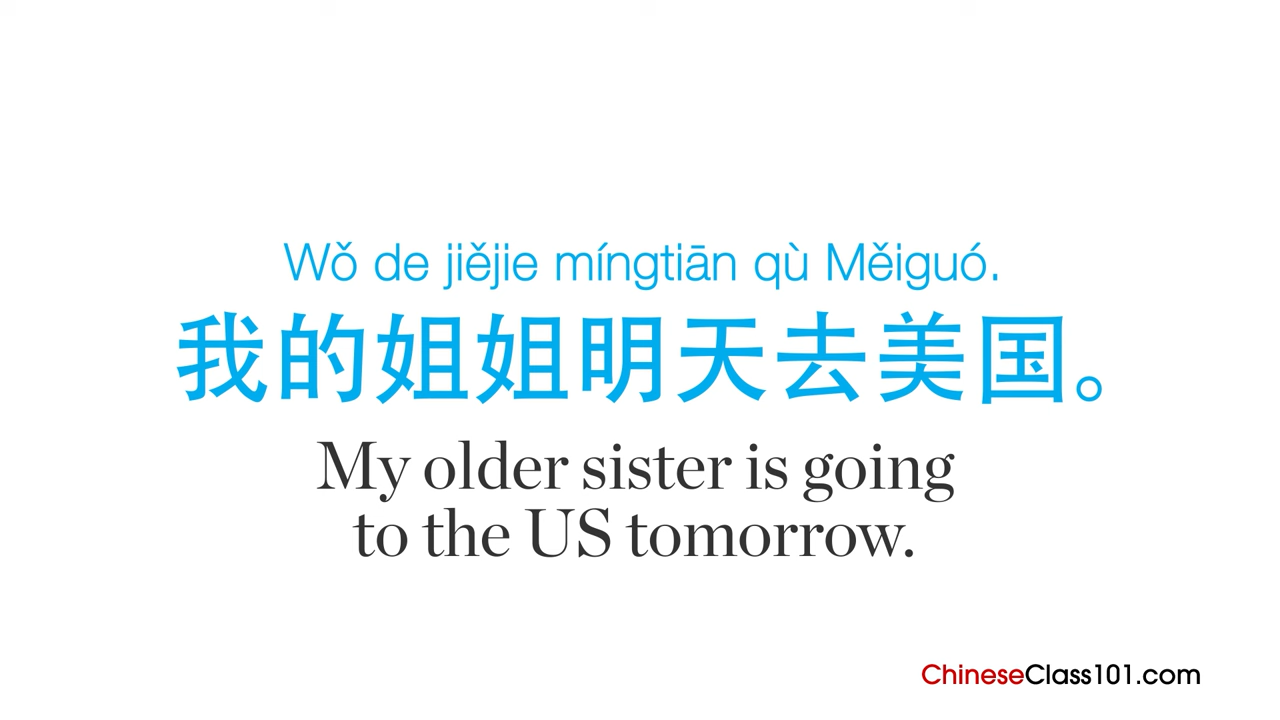 Wǒ de jiějie míngtiān qù Měiguó.
我的姐姐明天去美国。
My older sister is going
to the US tomorrow.
ChineseClass101.com